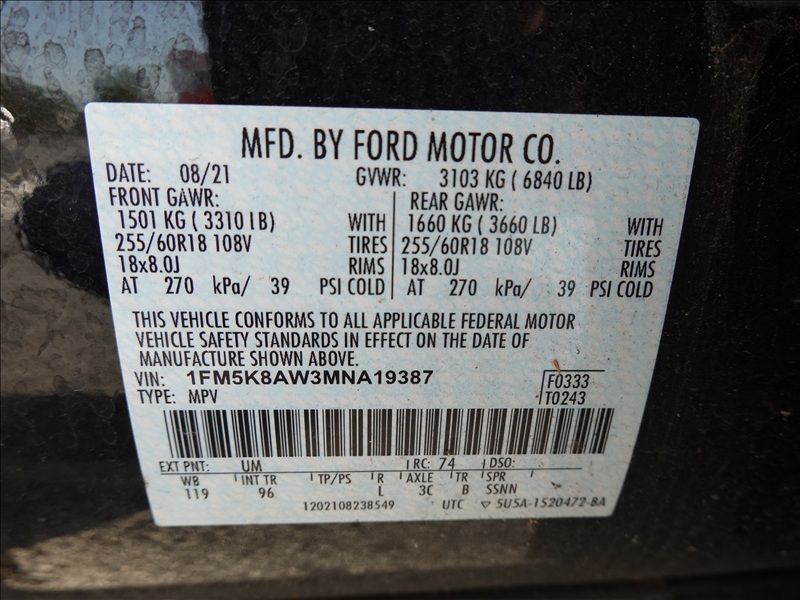 MFD. BY FORD MOTOR CO.
DATE: 08/21 GVWR: 3103 KG ( 6840 LB)
FRONT GAWR: REAR GAWR:
1501 KG ( 3310 LB) WITH 1660 KG ( 3660 LB) WITH
255/60R18 108V TIRES 255/60R18 108V TIRES
18x8.0J RIMS 18x8.0J RIMS
AT 270 kPa/ 39 PSI COLD AT 270 kPa/ 39 PSI COLD
THIS VEHICLE CONFORMS TO ALL APPLICABLE FEDERAL MOTOR
VEHICLE SAFETY STANDARDS IN EFFECT ON THE DATE OF
MANUFACTURE SHOWN ABOVE.
VIN: 1FM5K8AW3MNA19387 F0333
TYPE: MPV T0243
EXT PNT: UM RC: 74 DSO:
WB INT TR TP/PS R AXLE TR SPR
119 96 L 3C B SSNN
1202108238549 UTC ▽ 5U5A-1520472-BA